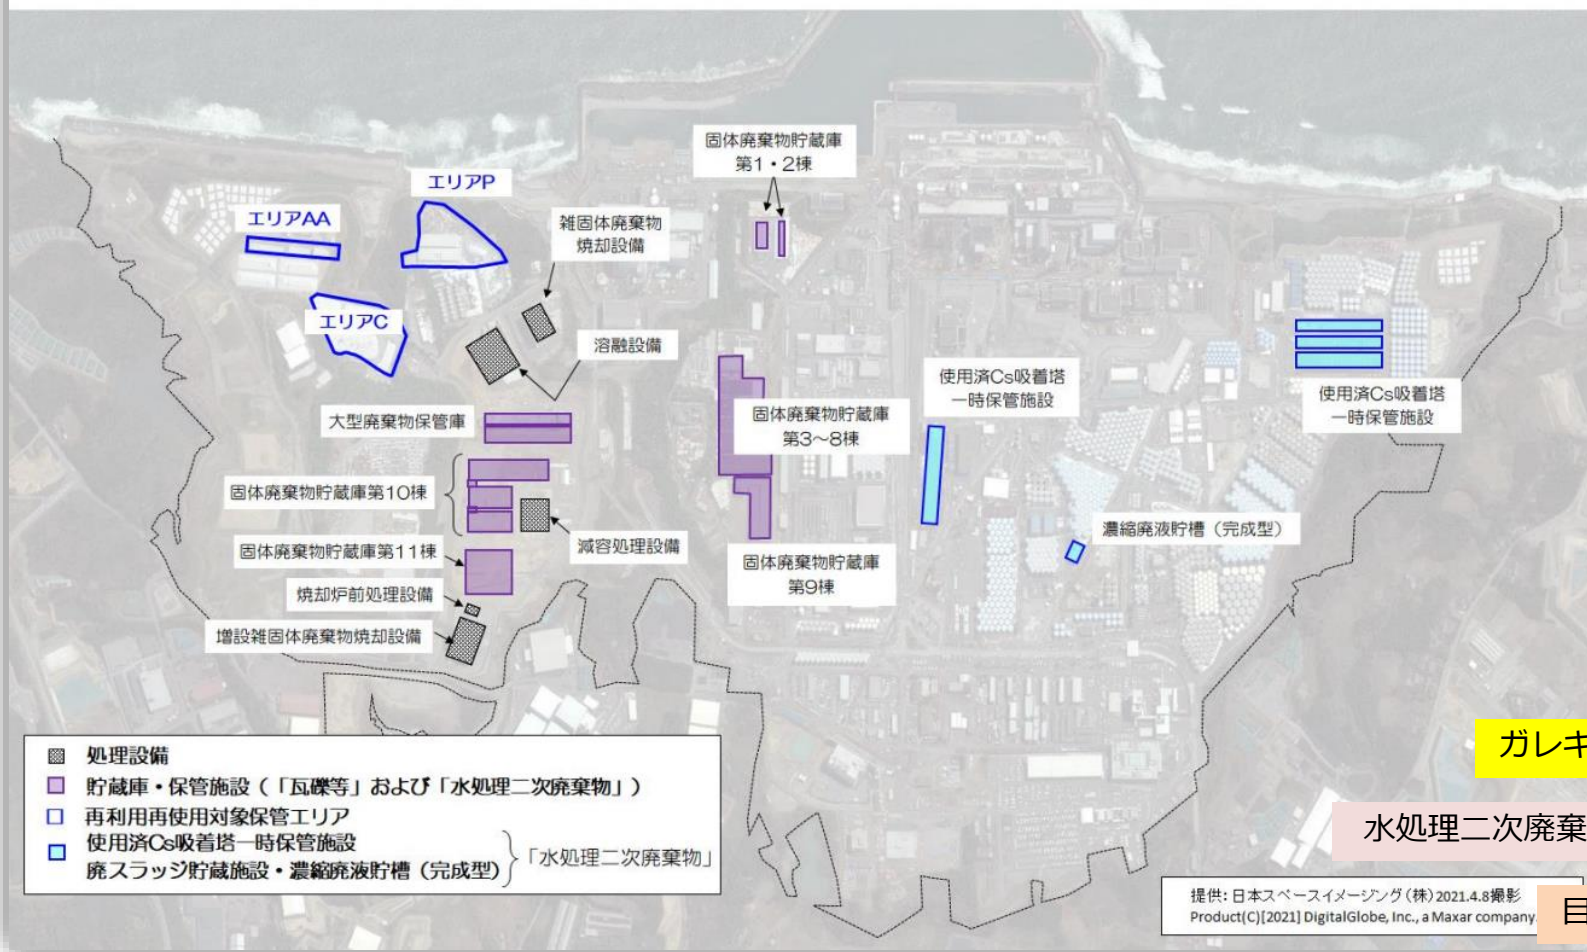 固体廃棄物貯蔵庫
第1・2棟
エリアP
エリアAA
雑固体廃棄物
焼却設備
エリアC
溶融設備
使用済Cs吸着塔
一時保管施設
使用済Cs吸着塔
一時保管施設
大型廃棄物保管庫
固体廃棄物貯蔵庫
第3～8棟
固体廃棄物貯蔵庫第10棟
濃縮廃液貯槽（完成型）
固体廃棄物貯蔵庫第11棟
減容処理設備
固体廃棄物貯蔵庫
第9棟
焼却炉前処理設備
増設雑固体廃棄物焼却設備
処理設備
貯蔵庫・保管施設（「瓦礫等」および「水処理二次廃棄物」）
再利用再使用対象保管エリア
使用済Cs吸着塔一時保管施設
廃スラッジ貯蔵施設・濃縮廃液貯槽（完成型）
「水処理二次廃棄物」
ガレキ
水処理二次廃棄
提供：日本スペースイメージング（株）2021.4.8撮影
Product(C)[2021] DigitalGlobe, Inc., a Maxar company.
目